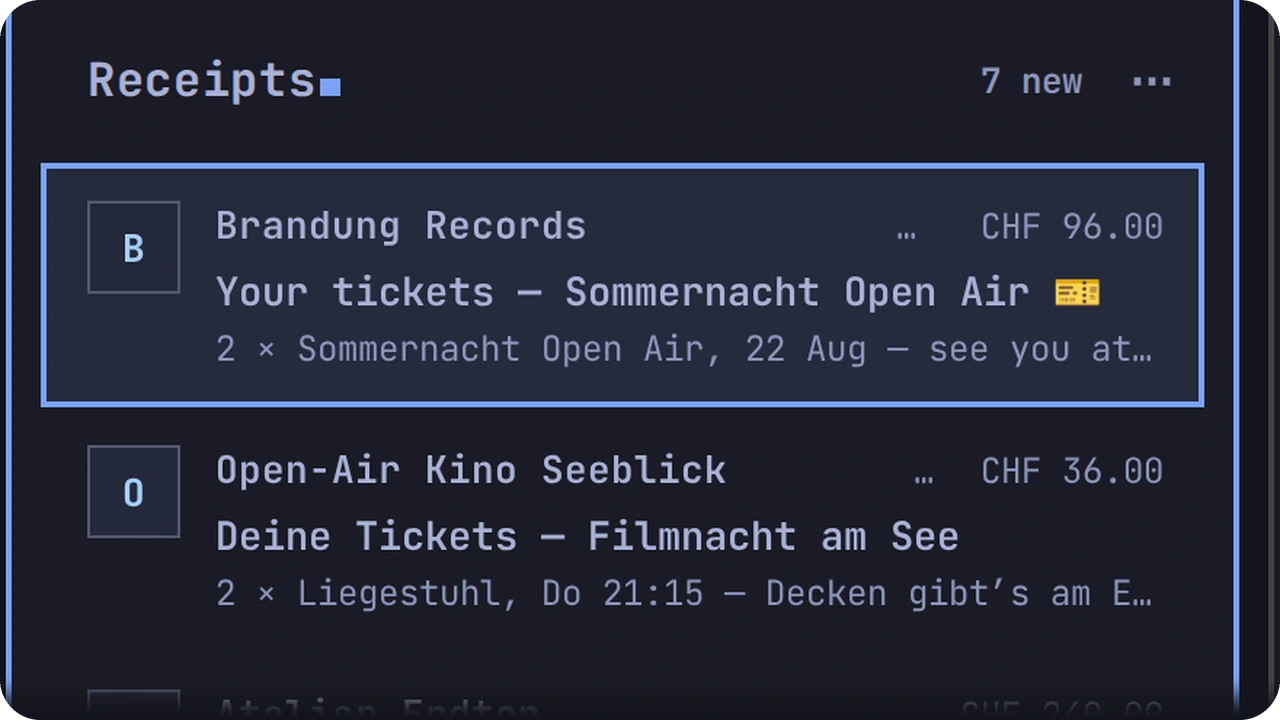 Receipts
7 new …
B
Brandung Records … CHF 96.00
Your tickets — Sommernacht Open Air 🎫
2 × Sommernacht Open Air, 22 Aug — see you at…
O
Open-Air Kino Seeblick … CHF 36.00
Deine Tickets — Filmnacht am See
2 × Liegestuhl, Do 21:15 — Decken gibt’s am E…
CHF